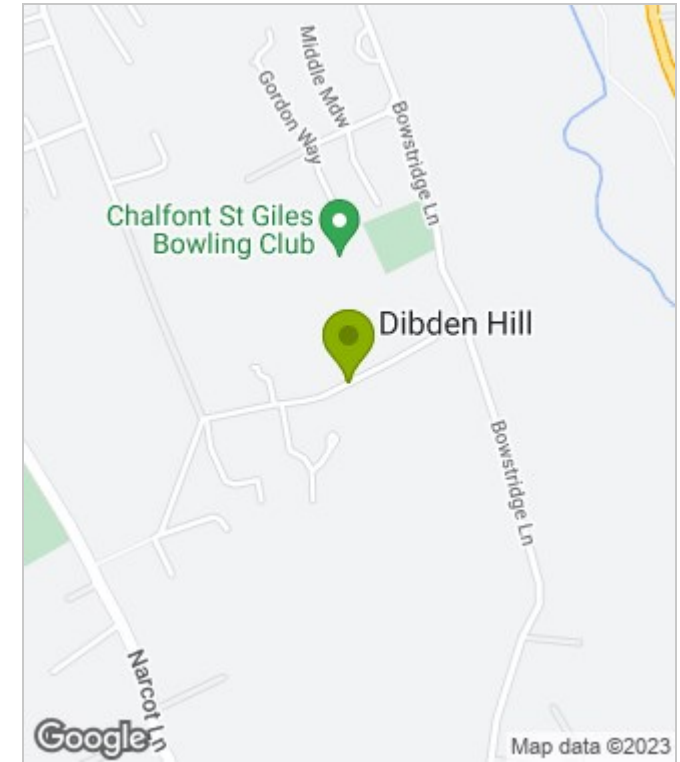 Middle Mdw
Gordon Way
Bowstridge Ln
Chalfont St Giles
Bowling Club
Dibden Hill
Bowstridge Ln
Narcot Ln
Google
Map data ©2023